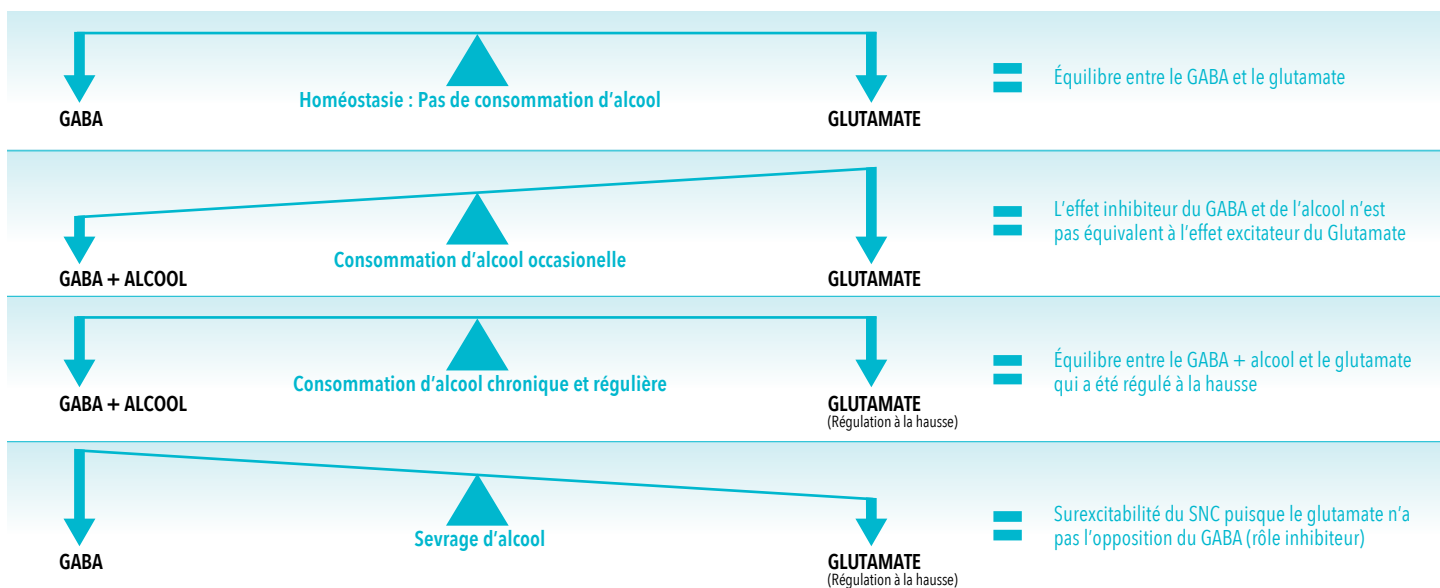 Homéostasie : Pas de consommation d'alcool
GABA
GLUTAMATE
Équilibre entre le GABA et le glutamate
Consommation d'alcool occasionelle
GABA + ALCOOL
GLUTAMATE
L'effet inhibiteur du GABA et de l'alcool n'est
pas équivalent à l'effet excitateur du Glutamate
Consommation d'alcool chronique et régulière
GABA + ALCOOL
GLUTAMATE
(Régulation à la hausse)
Équilibre entre le GABA + alcool et le glutamate
qui a été régulé à la hausse
Sevrage d'alcool
GABA
GLUTAMATE
(Régulation à la hausse)
Surexcitabilité du SNC puisque le glutamate n'a
pas l'opposition du GABA (rôle inhibiteur)